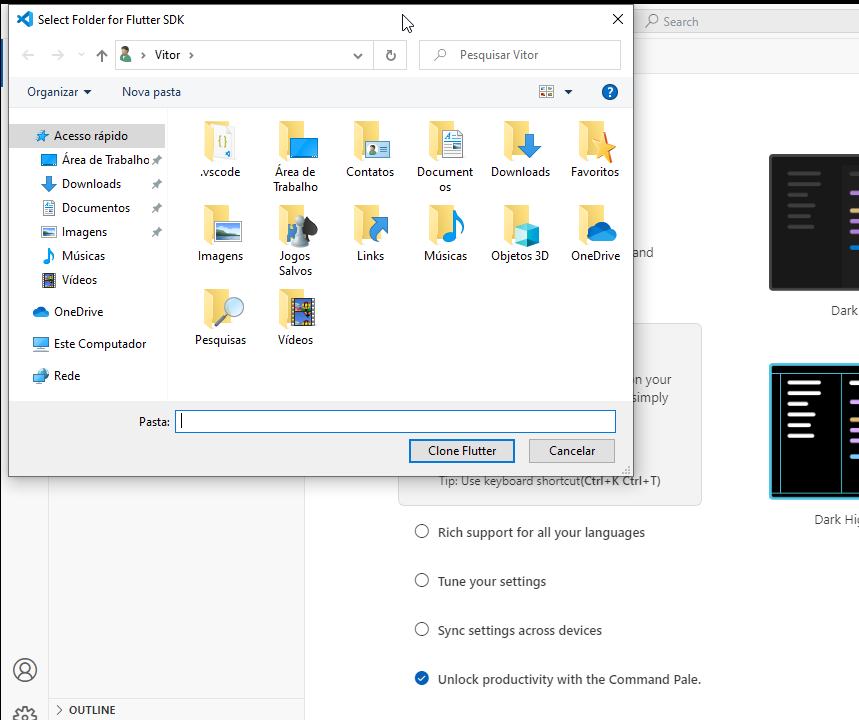 Select Folder for Flutter SDK
Search
Vitor
Pesquisar Vitor
Organizar
Nova pasta
Acesso rápido
Área de Trabalho
Downloads
Documentos
Imagens
Músicas
Vídeos
OneDrive
Este Computador
Rede
.vscode
Área de
Trabalho
Contatos
Document
os
Downloads
Favoritos
Imagens
Jogos
Salvos
Links
Músicas
Objetos 3D
OneDrive
Pesquisas
Vídeos
Pasta:
Clone Flutter
Cancelar
and
n your
simply
Tip: Use keyboard shortcut(Ctrl+K Ctrl+T)
Rich support for all your languages
Tune your settings
Sync settings across devices
Unlock productivity with the Command Pale.
Dark
Dark Hig
OUTLINE